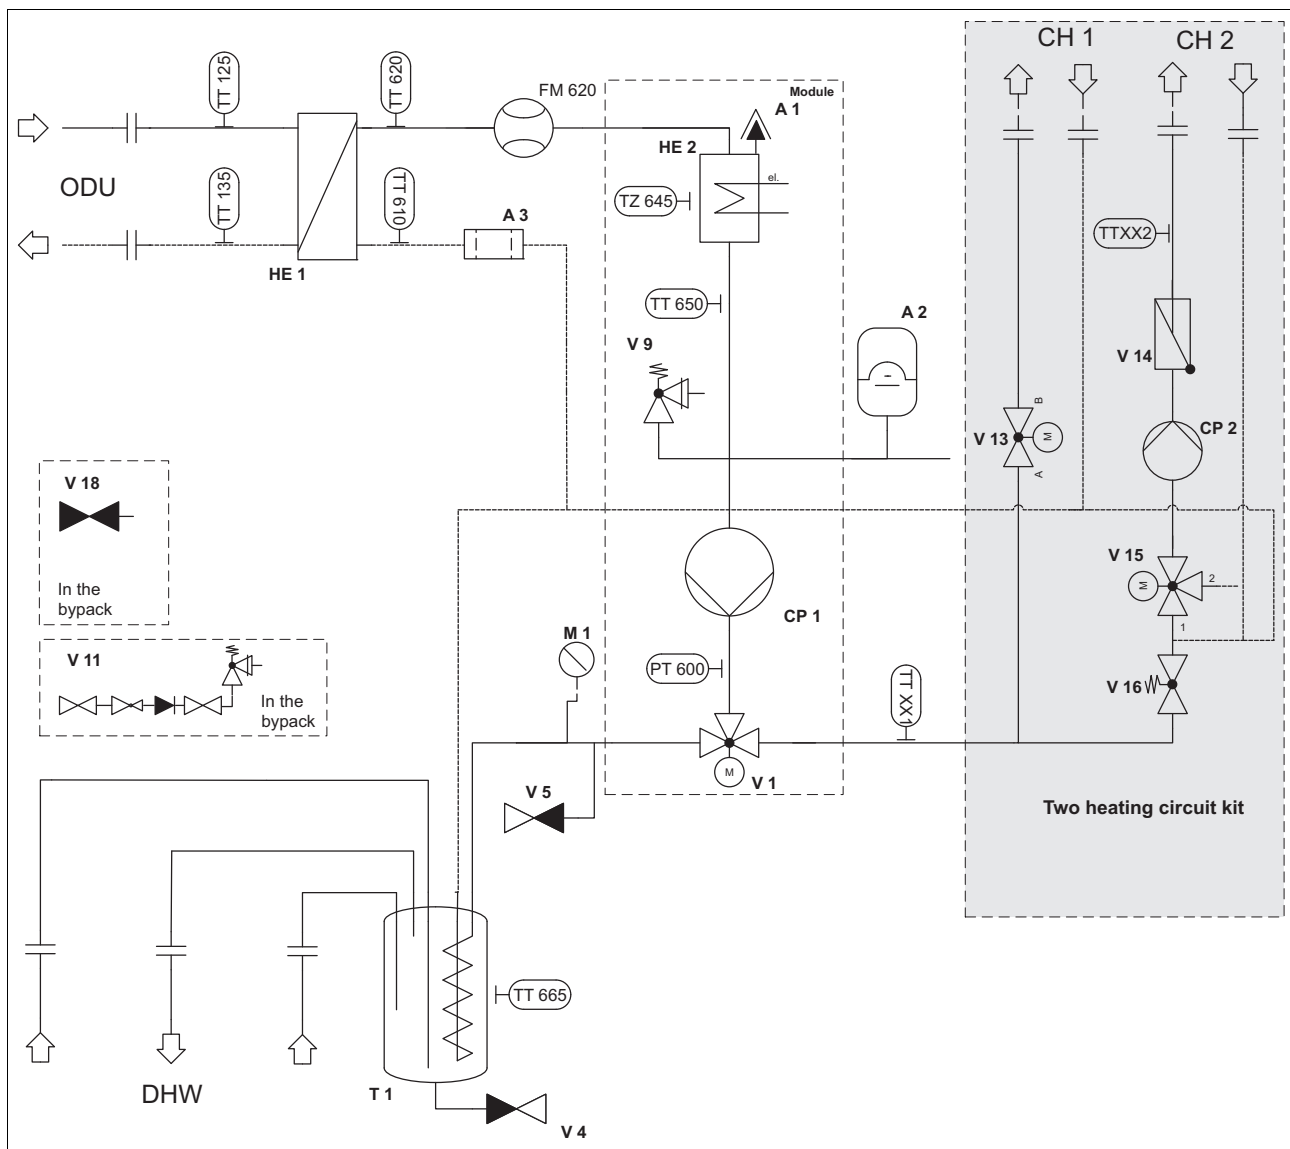 CH 1
CH 2
TT 125
TT 620
FM 620
Module
A 1
HE 2
ODU
TT 135
TT 610
A 3
TZ 645
el.
HE 1
TTXX2
TT 650
A 2
V 9
V 14
B
V 13
M
CP 2
A
V 18
In the
bypack
V 15
M
2
1
CP 1
M 1
V 11
In the
bypack
PT 600
TT XX1
V 16
M
V 1
V 5
Two heating circuit kit
TT 665
DHW
T 1
V 4